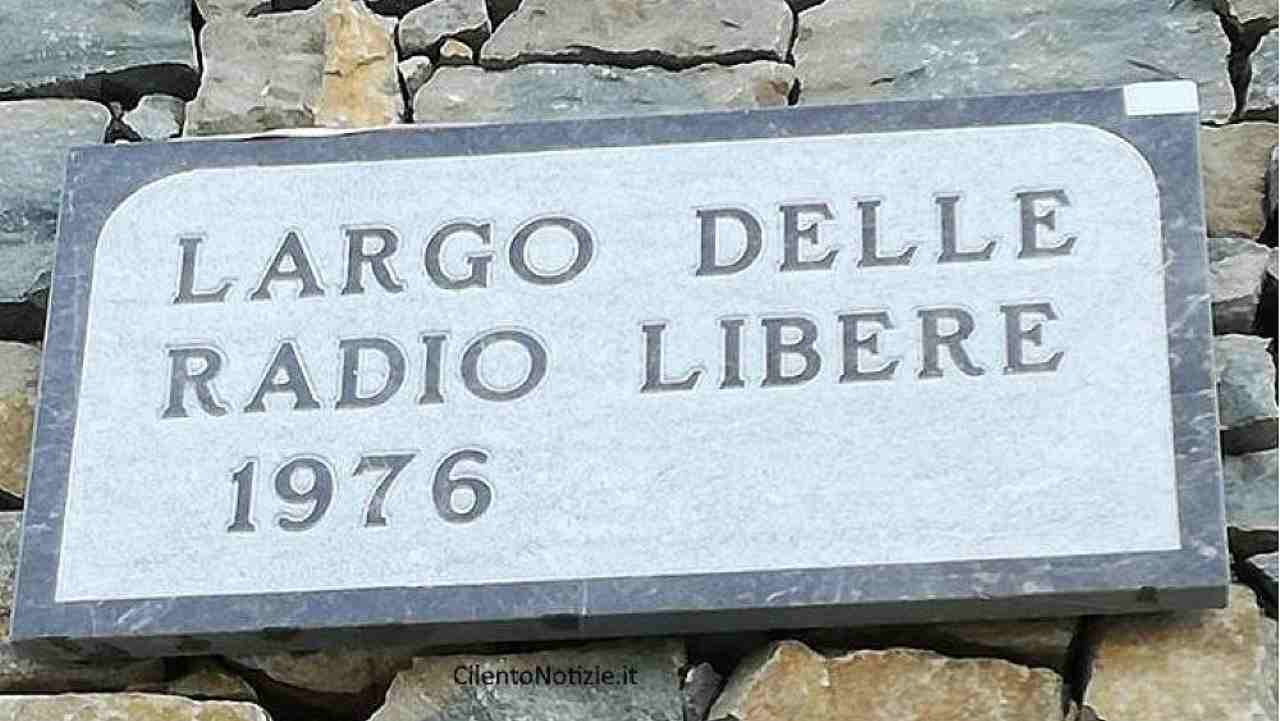 LARGO DELLE
RADIO LIBERE
1976
CilentoNotizie.it